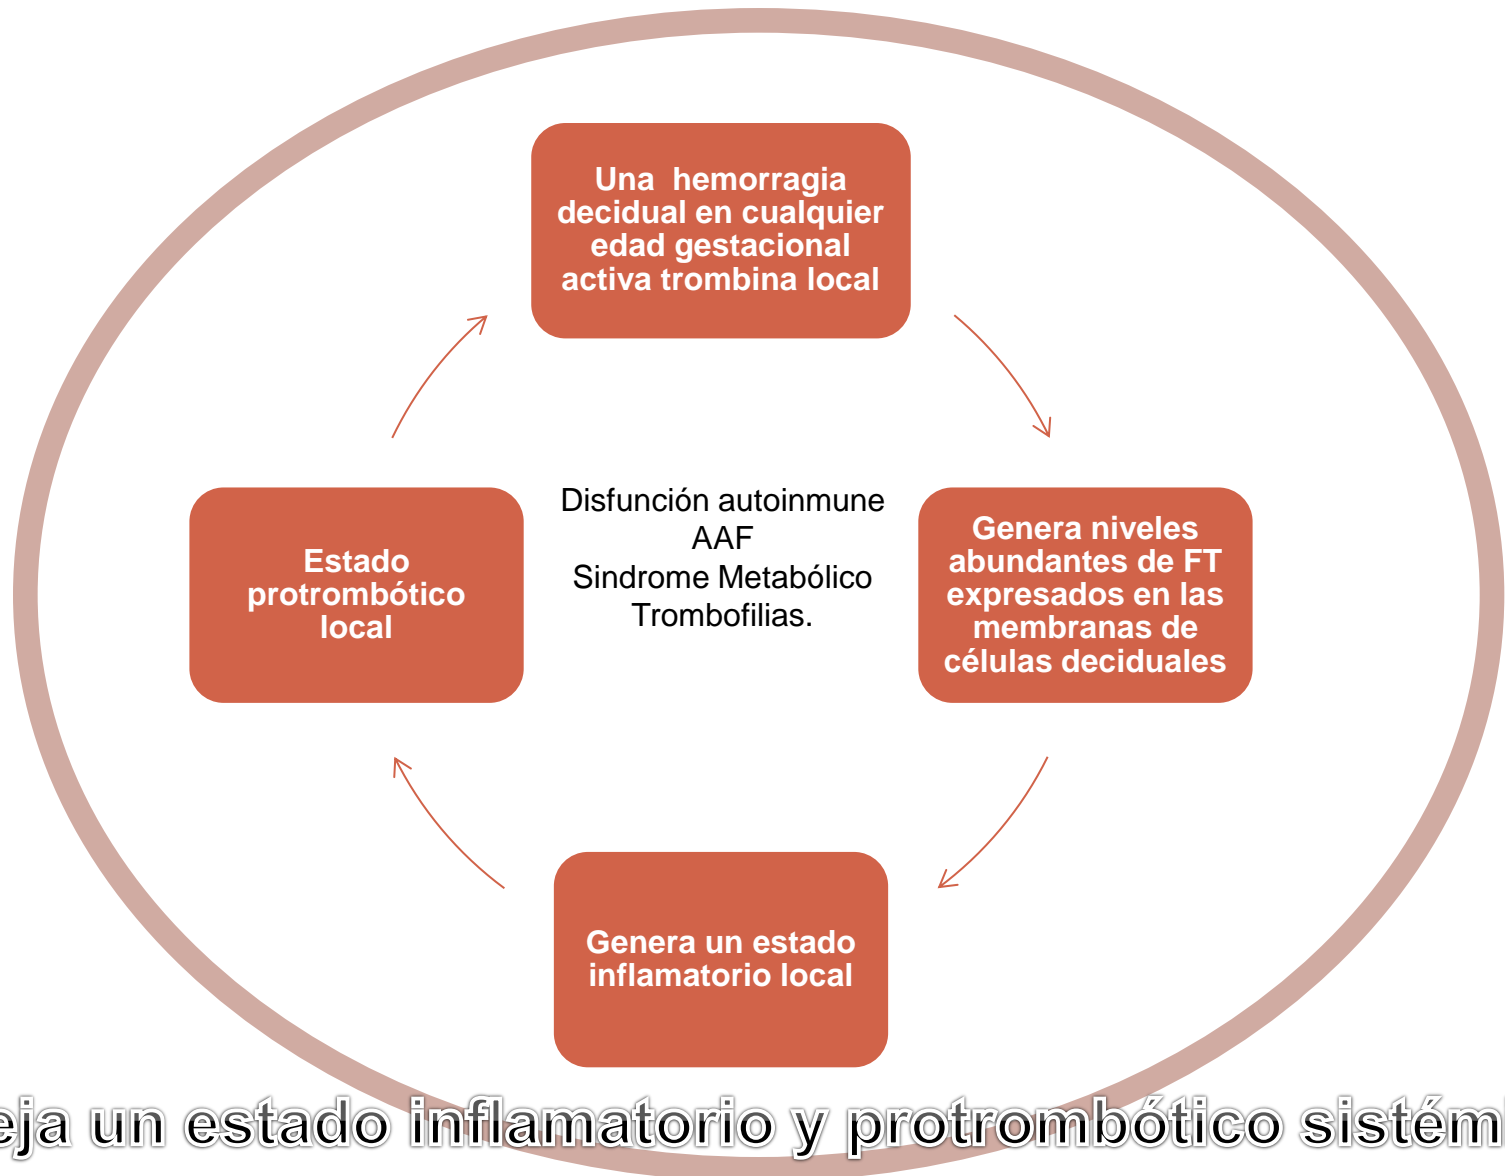 Una hemorragia
decidual en cualquier
edad gestacional
activa trombina local
Genera niveles
abundantes de FT
expresados en las
membranas de
células deciduales
Genera un estado
inflamatorio local
Estado
protrombótico
local
Disfunción autoinmune
AAF
Sindrome Metabólico
Trombofilias.
un estado inflamatorio y protrombótico